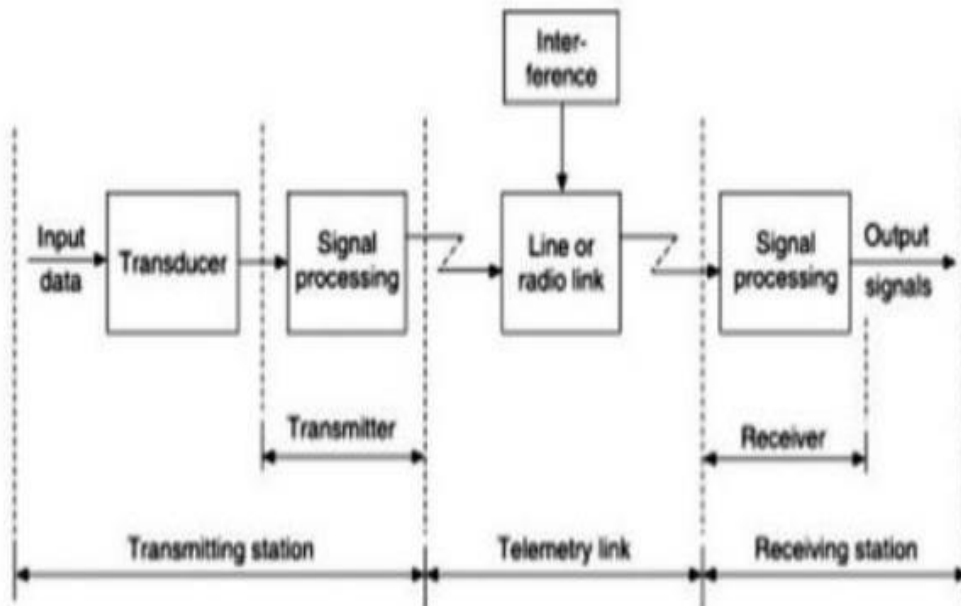 Inter-
ference
Input
data
Transducer
Signal
processing
Line or
radio link
Signal
processing
Output
signals
Transmitter
Receiver
Transmitting station
Telemetry link
Receiving station